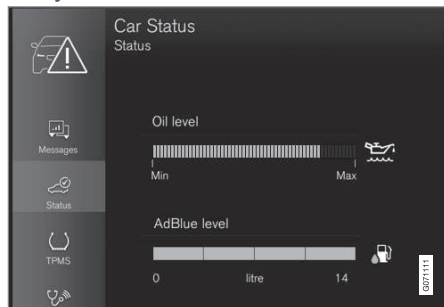 Car Status
Status
Messages
Status
TPMS
Oil level
Min Max
AdBlue level
0 litre 14
G071111